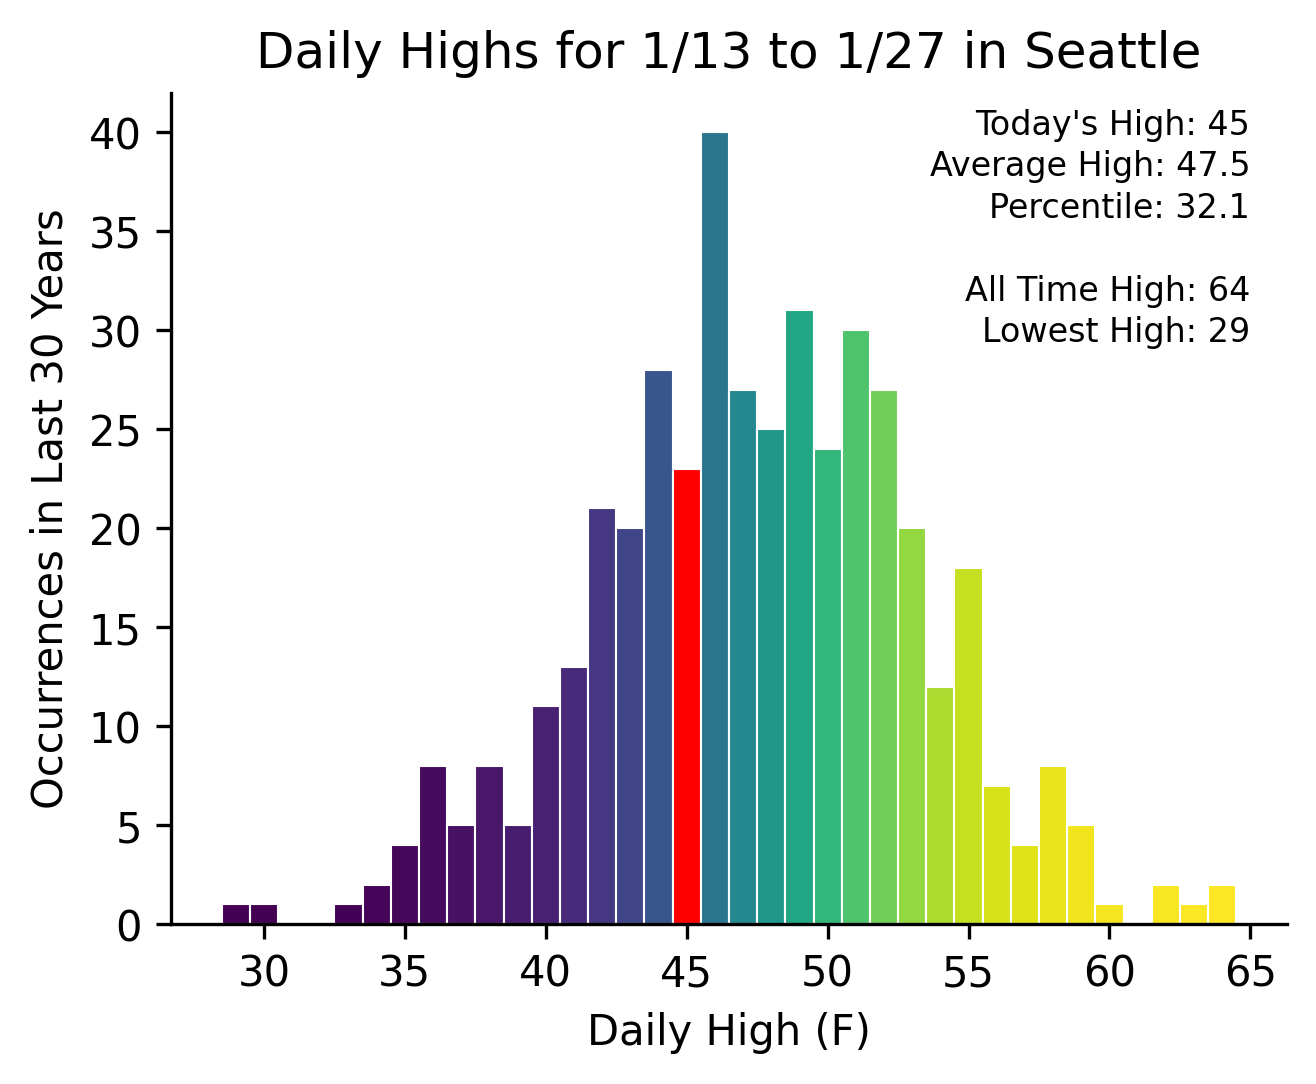 Daily Highs for 1/13 to 1/27 in Seattle
Today's High: 45
Average High: 47.5
Percentile: 32.1
All Time High: 64
Lowest High: 29
Occurrences in Last 30 Years
40
35
30
25
20
15
10
5
0
30 35 40 45 50 55 60 65
Daily High (F)